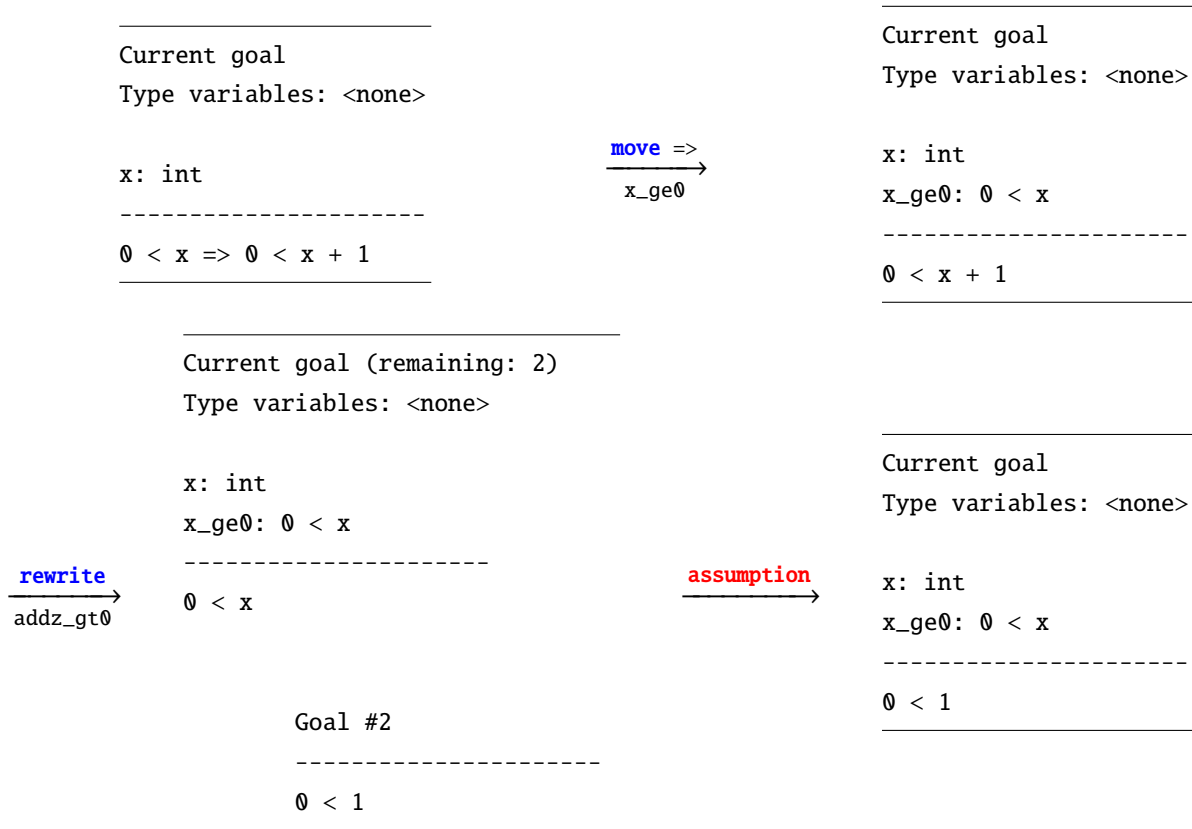 Current goal
Type variables: <none>
x: int
----------------------
0 < x => 0 < x + 1
move =>
x_ge0
Current goal
Type variables: <none>
x: int
x_ge0: 0 < x
----------------------
0 < x + 1
rewrite
addz_gt0
Current goal (remaining: 2)
Type variables: <none>
x: int
x_ge0: 0 < x
----------------------
0 < x
Goal #2
----------------------
0 < 1
assumption
Current goal
Type variables: <none>
x: int
x_ge0: 0 < x
----------------------
0 < 1